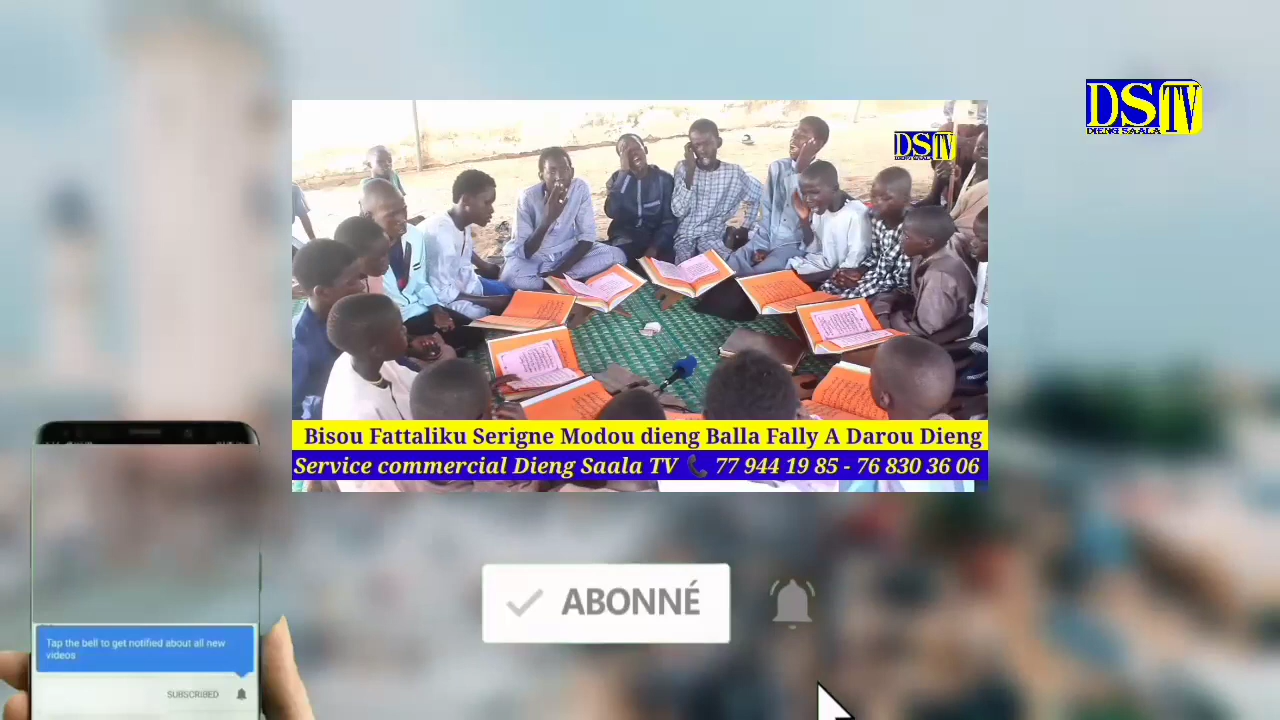 DSTV
DIENG SAALA
DSTV
DIENG SAALA
Bisou Fattaliku Serigne Modou dieng Balla Fally A Darou Dieng
Service commercial Dieng Saala TV 📞 77 944 19 85 - 76 830 36 06
ABONNÉ
Tap the bell to get notified about all new
videos
SUBSCRIBED